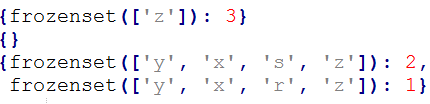 {frozenset(['z']): 3}
{}
{frozenset(['y', 'x', 's', 'z']): 2,
 frozenset(['y', 'x', 'r', 'z']): 1}